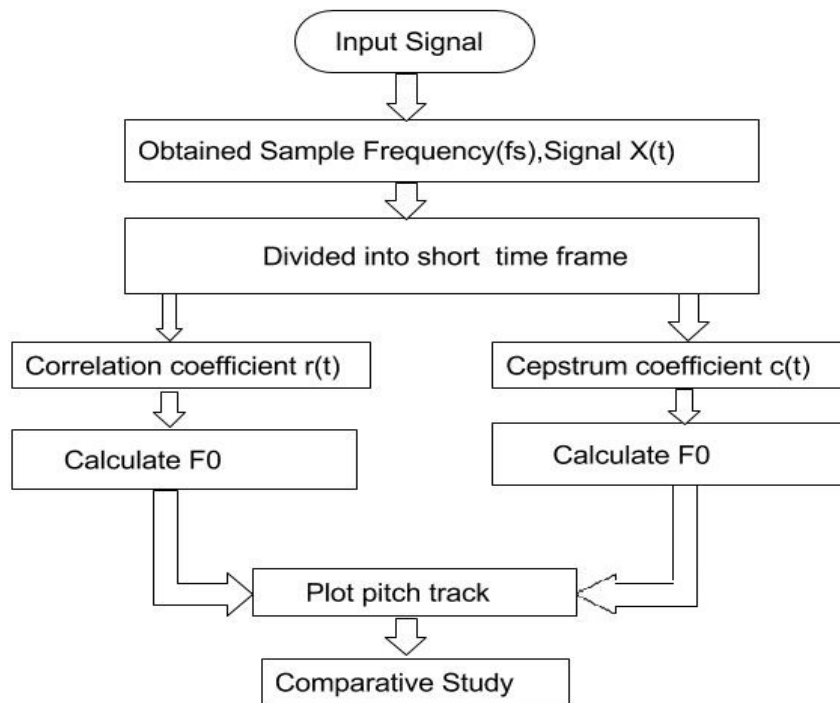 Input Signal
Obtained Sample Frequency(fs),Signal X(t)
Divided into short time frame
Correlation coefficient r(t)
Cepstrum coefficient c(t)
Calculate F0
Calculate F0
Plot pitch track
Comparative Study